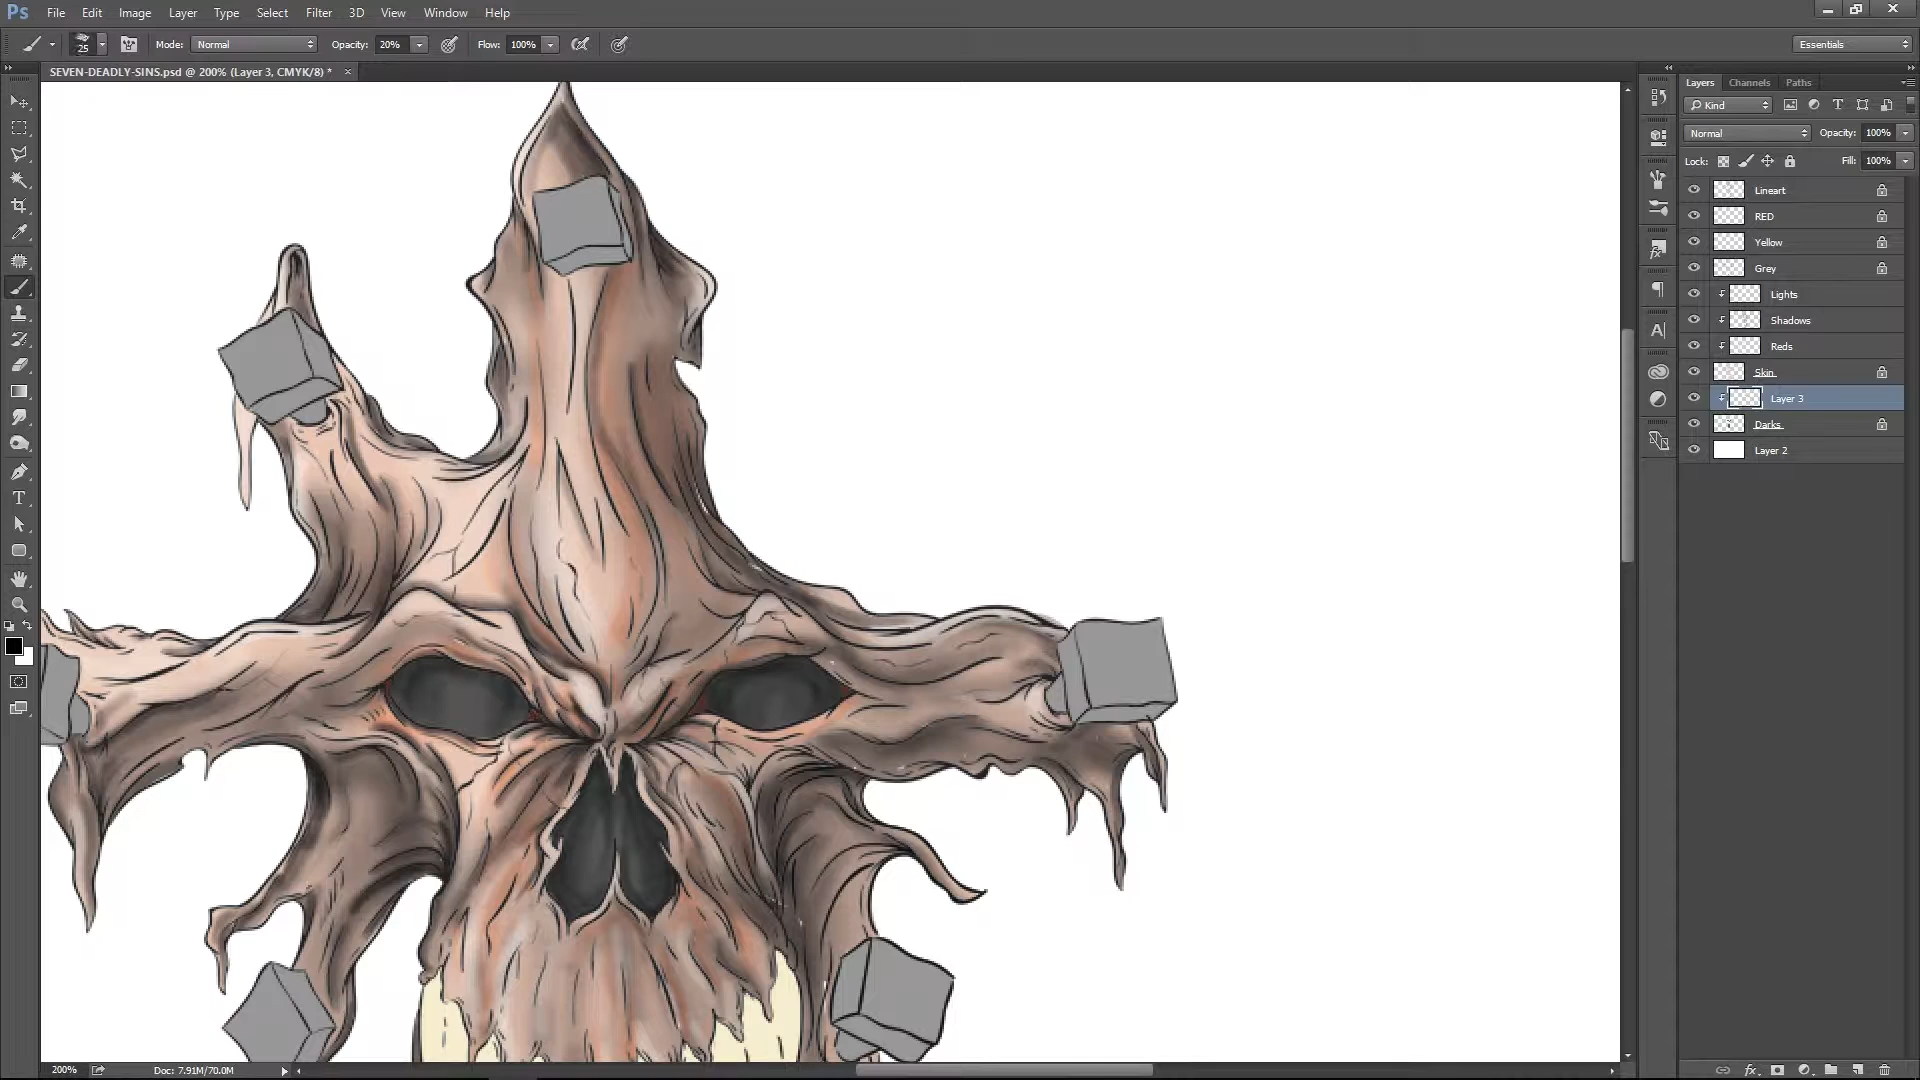 Ps File Edit Image Layer Type Select Filter 3D View Window Help
25 Mode: Normal Opacity: 20% Flow: 100% Essentials
SEVEN-DEADLY-SINS.psd @ 200% (Layer 3, CMYK/8) * ×
Layers Channels Paths
Kind
Normal Opacity: 100%
Lock: Fill: 100%
Lineart
RED
Yellow
Grey
Lights
Shadows
Reds
Skin
Layer 3
Darks
Layer 2
200% Doc: 7.91M/70.0M